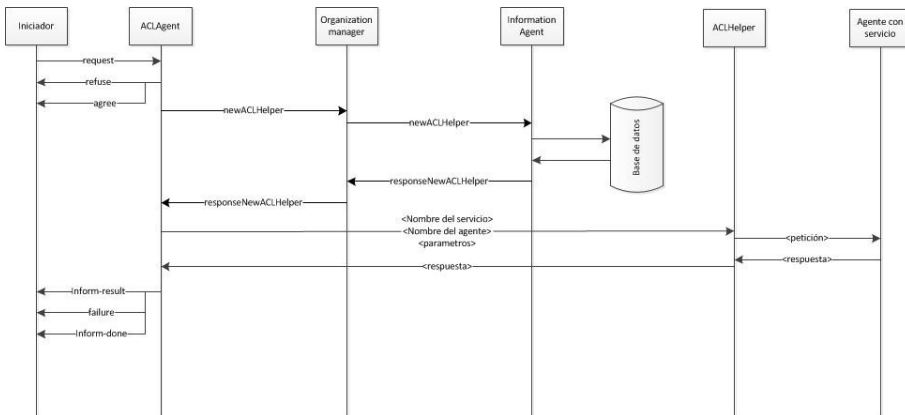 Iniciador
ACLAgent
Organization
manager
Information
Agent
ACLHelper
Agente con
servicio
request
refuse
agree
newACLHelper
newACLHelper
Base de datos
responseNewACLHelper
responseNewACLHelper
<Nombre del servicio>
<Nombre del agente>
<parametros>
<petición>
<respuesta>
<respuesta>
Inform-result
failure
Inform-done